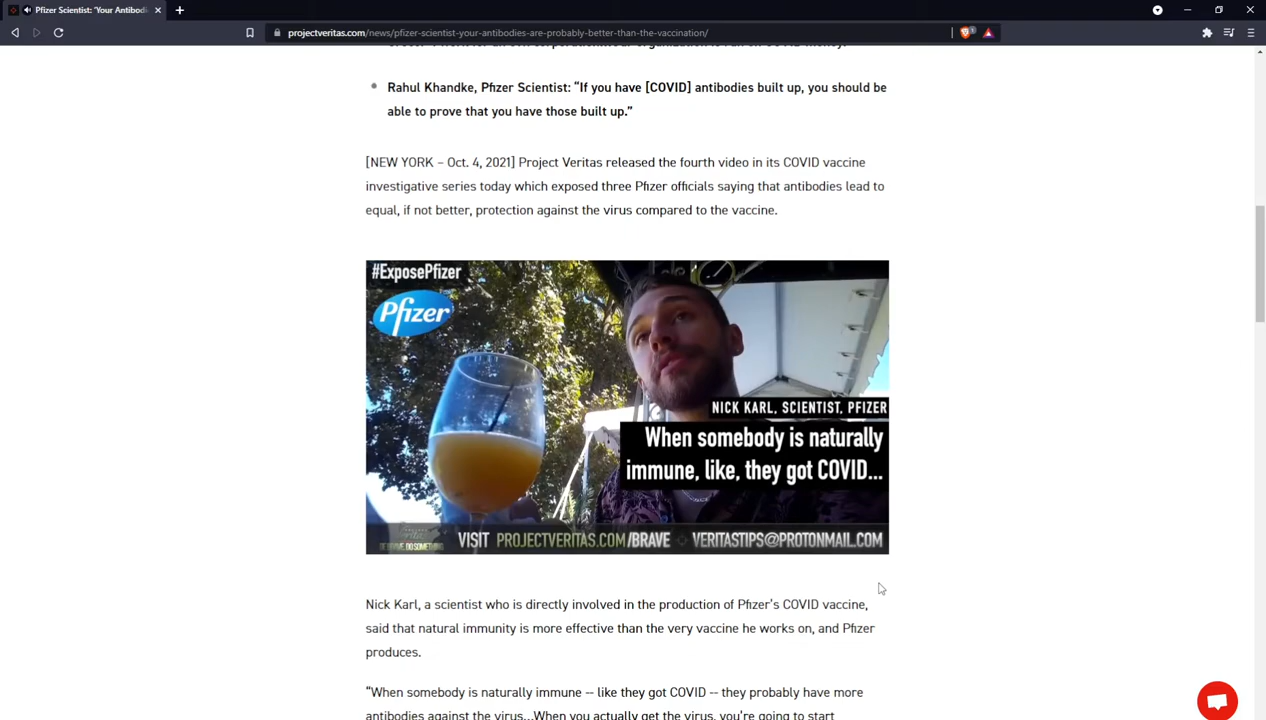 Pfizer Scientist: "Your Antibodi
projectveritas.com/news/pfizer-scientist-your-antibodies-are-probably-better-than-the-vaccination/
Rahul Khandke, Pfizer Scientist: “If you have [COVID] antibodies built up, you should be
able to prove that you have those built up.”
[NEW YORK – Oct. 4, 2021] Project Veritas released the fourth video in its COVID vaccine
investigative series today which exposed three Pfizer officials saying that antibodies lead to
equal, if not better, protection against the virus compared to the vaccine.
#ExposePfizer
Pfizer
NICK KARL, SCIENTIST, PFIZER
When somebody is naturally
immune, like, they got COVID...
VISIT PROJECTVERITAS.COM/BRAVE VERITASTIPS@PROTONMAIL.COM
Nick Karl, a scientist who is directly involved in the production of Pfizer’s COVID vaccine,
said that natural immunity is more effective than the very vaccine he works on, and Pfizer
produces.
“When somebody is naturally immune -- like they got COVID -- they probably have more
antibodies against the virus…When you actually get the virus, you’re going to start